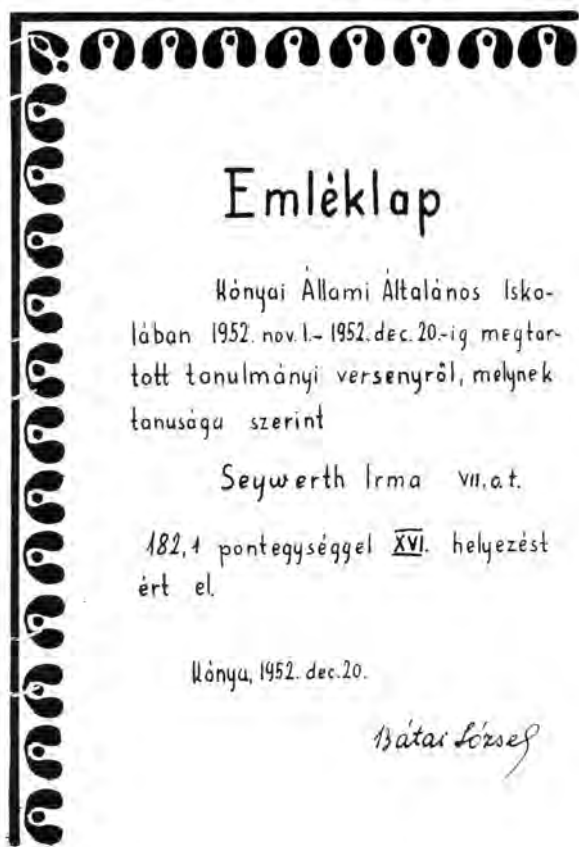 Emléklap
Kónyai Állami Általános Isko-
lában 1952. nov. 1.- 1952. dec. 20.-ig megtar-
tott tanulmányi versenyről, melynek
tanusága szerint
Seywerth Irma VII. o. t.
182,1 pontegységgel XVI. helyezést
ért el.
Kónya, 1952. dec. 20.
Bátai József